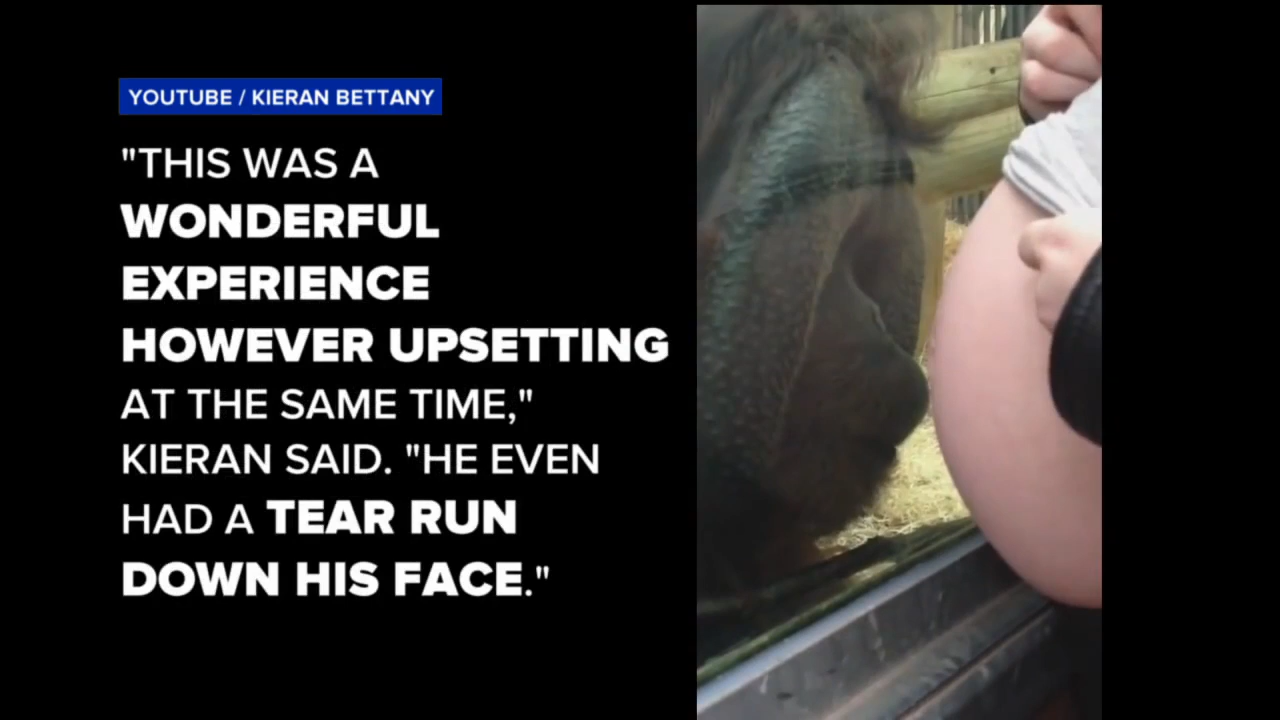 YOUTUBE / KIERAN BETTANY
"THIS WAS A
WONDERFUL
EXPERIENCE
HOWEVER UPSETTING
AT THE SAME TIME,"
KIERAN SAID. "HE EVEN
HAD A TEAR RUN
DOWN HIS FACE."